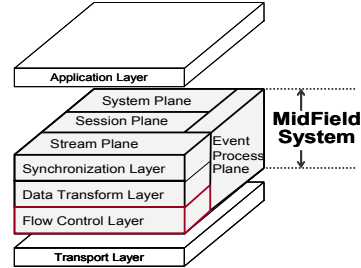 Application Layer
System Plane
Session Plane
Stream Plane
Event
Process
Plane
Synchronization Layer
Data Transform Layer
Flow Control Layer
Transport Layer
MidField
System